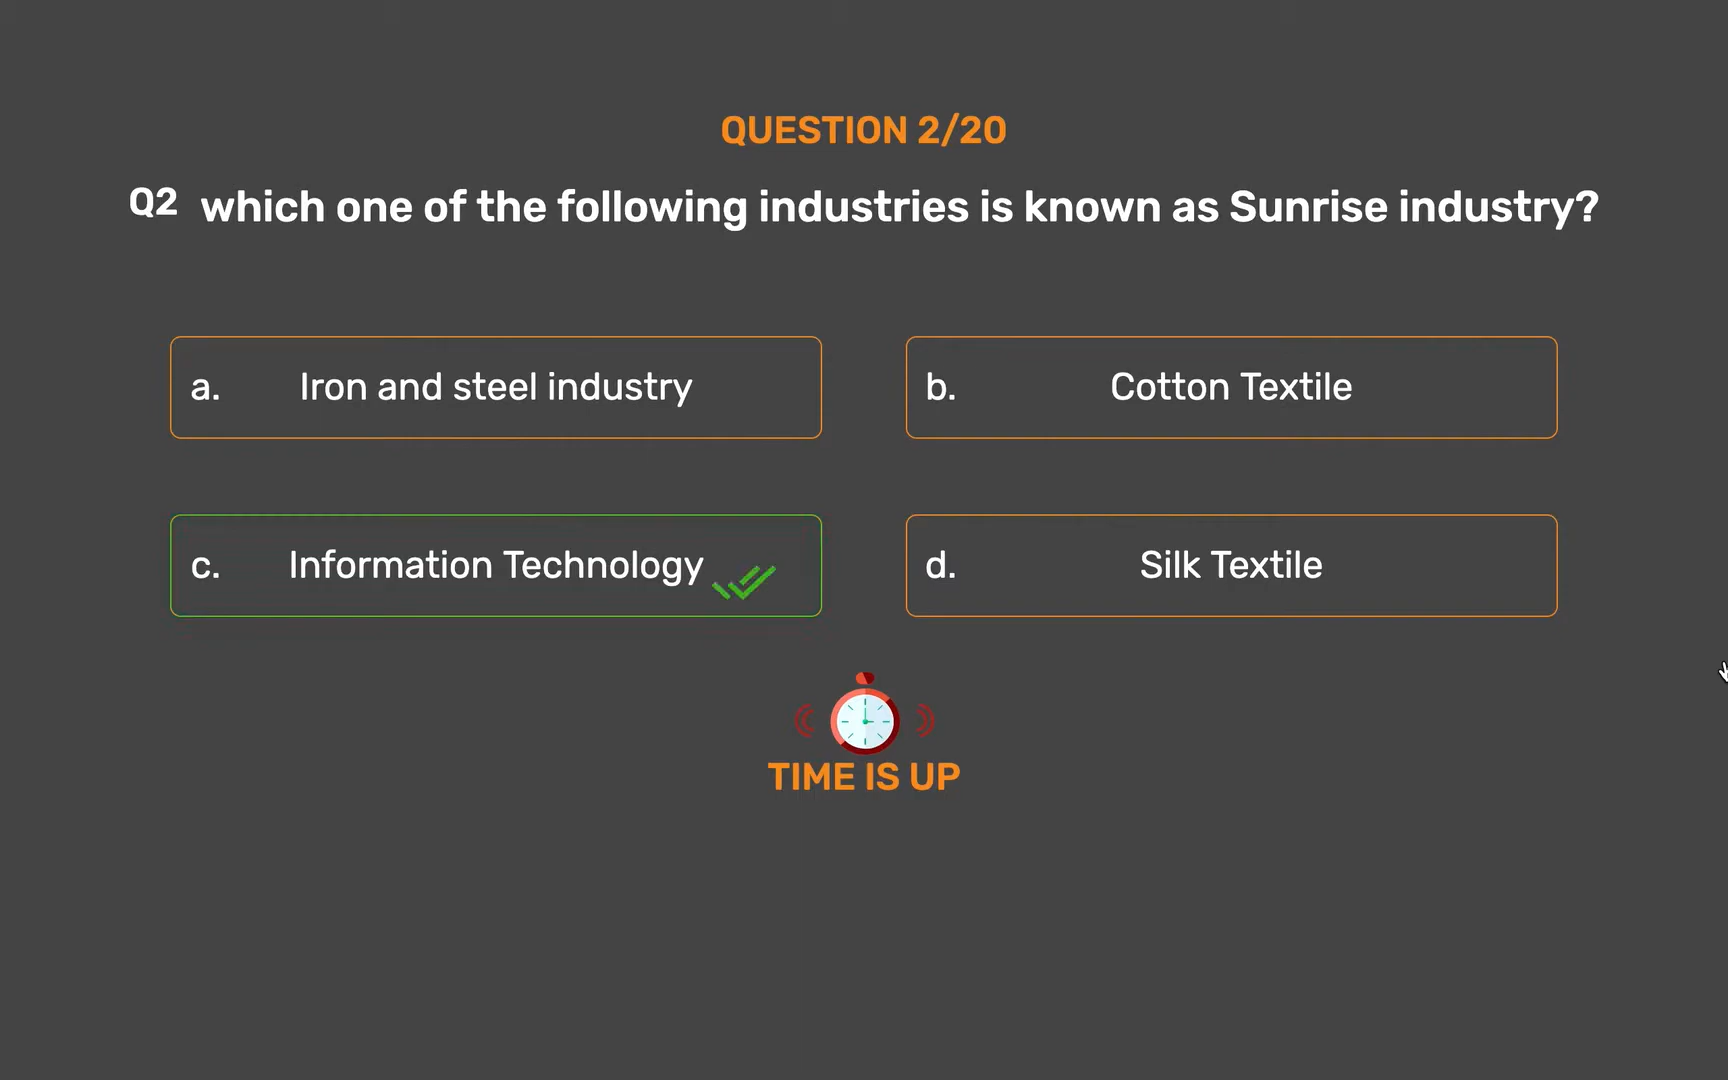 QUESTION 2/20
Q2 which one of the following industries is known as Sunrise industry?
a. Iron and steel industry
b. Cotton Textile
c. Information Technology
d. Silk Textile
TIME IS UP